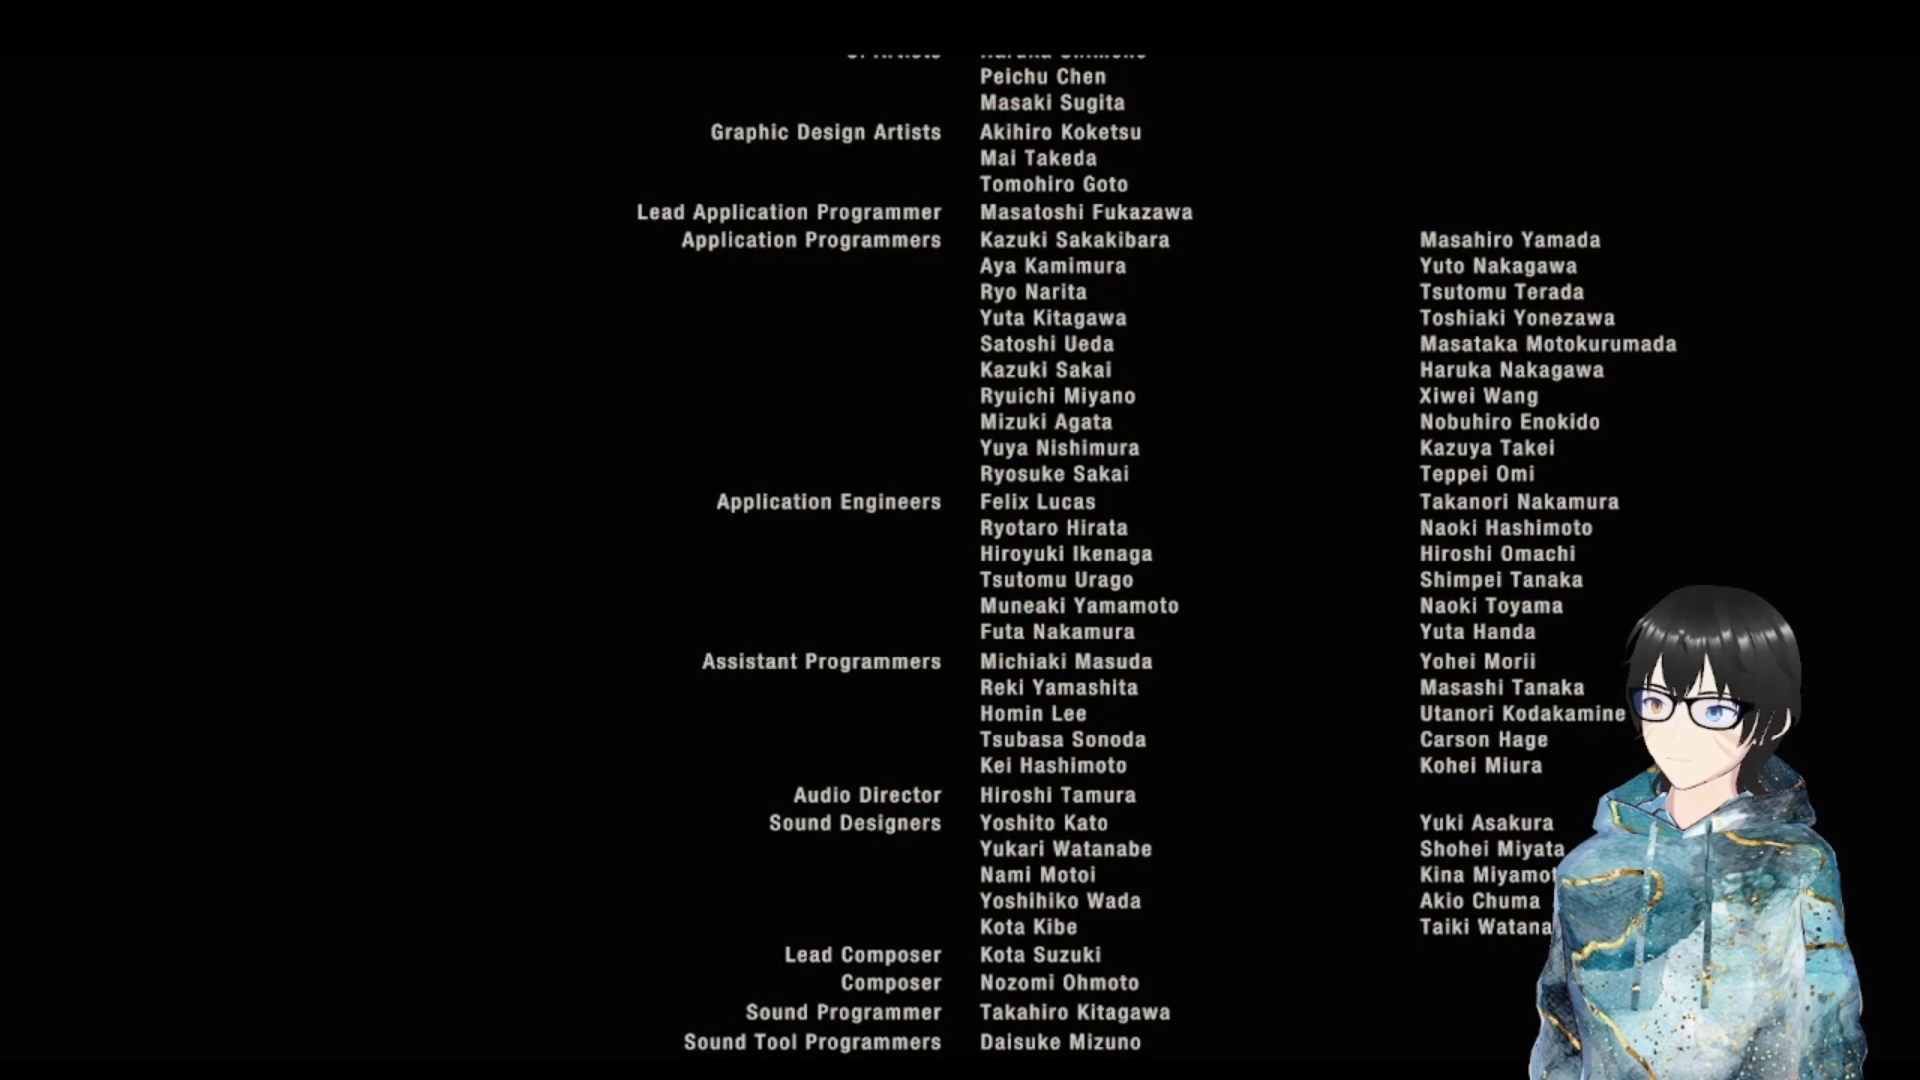 Peichu Chen
Masaki Sugita
Graphic Design Artists Akihiro Koketsu
Mai Takeda
Tomohiro Goto
Lead Application Programmer Masatoshi Fukazawa
Application Programmers Kazuki Sakakibara Masahiro Yamada
Aya Kamimura Yuto Nakagawa
Ryo Narita Tsutomu Terada
Yuta Kitagawa Toshiaki Yonezawa
Satoshi Ueda Masataka Motokurumada
Kazuki Sakai Haruka Nakagawa
Ryuichi Miyano Xiwei Wang
Mizuki Agata Nobuhiro Enokido
Yuya Nishimura Kazuya Takei
Ryosuke Sakai Teppei Omi
Application Engineers Felix Lucas Takanori Nakamura
Ryotaro Hirata Naoki Hashimoto
Hiroyuki Ikenaga Hiroshi Omachi
Tsutomu Urago Shimpei Tanaka
Muneaki Yamamoto Naoki Toyama
Futa Nakamura Yuta Handa
Assistant Programmers Michiaki Masuda Yohei Morii
Reki Yamashita Masashi Tanaka
Homin Lee Utanori Kodakamine
Tsubasa Sonoda Carson Hage
Kei Hashimoto Kohei Miura
Audio Director Hiroshi Tamura
Sound Designers Yoshito Kato Yuki Asakura
Yukari Watanabe Shohei Miyata
Nami Motoi Kina
Yoshihiko Wada Akio Chuma
Kota Kibe Taiki
Lead Composer Kota Suzuki
Composer Nozomi Ohmoto
Sound Programmer Takahiro Kitagawa
Sound Tool Programmers Daisuke Mizuno